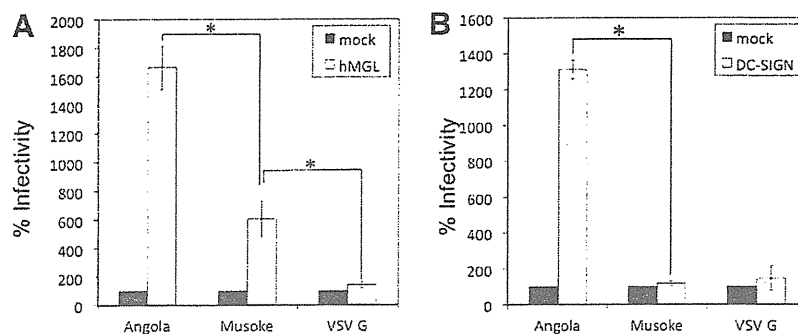 A
% Infectivity
2000
1800
1600
1400
1200
1000
800
600
400
200
0
*
*
mock
hMGL
Angola Musoke VSV G
B
% Infectivity
1600
1400
1200
1000
800
600
400
200
0
*
mock
DC-SIGN
Angola Musoke VSV G